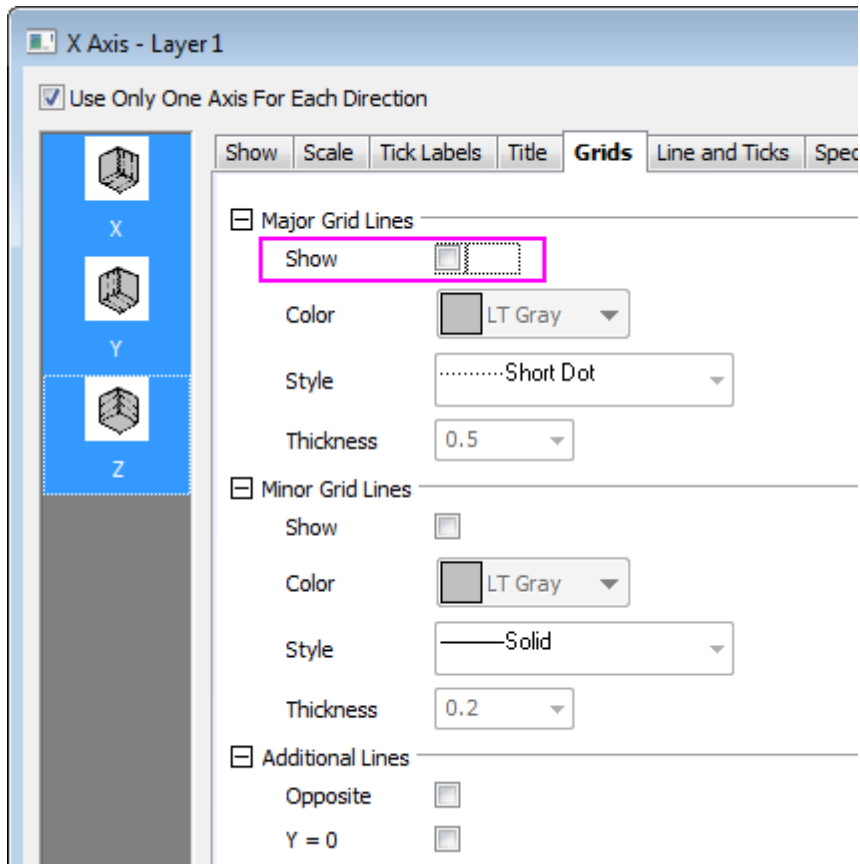 X Axis - Layer 1
Use Only One Axis For Each Direction
X
Y
Z
Show Scale Tick Labels Title Grids Line and Ticks Spec
Major Grid Lines
Show
Color LT Gray
Style Short Dot
Thickness 0.5
Minor Grid Lines
Show
Color LT Gray
Style Solid
Thickness 0.2
Additional Lines
Opposite
Y = 0